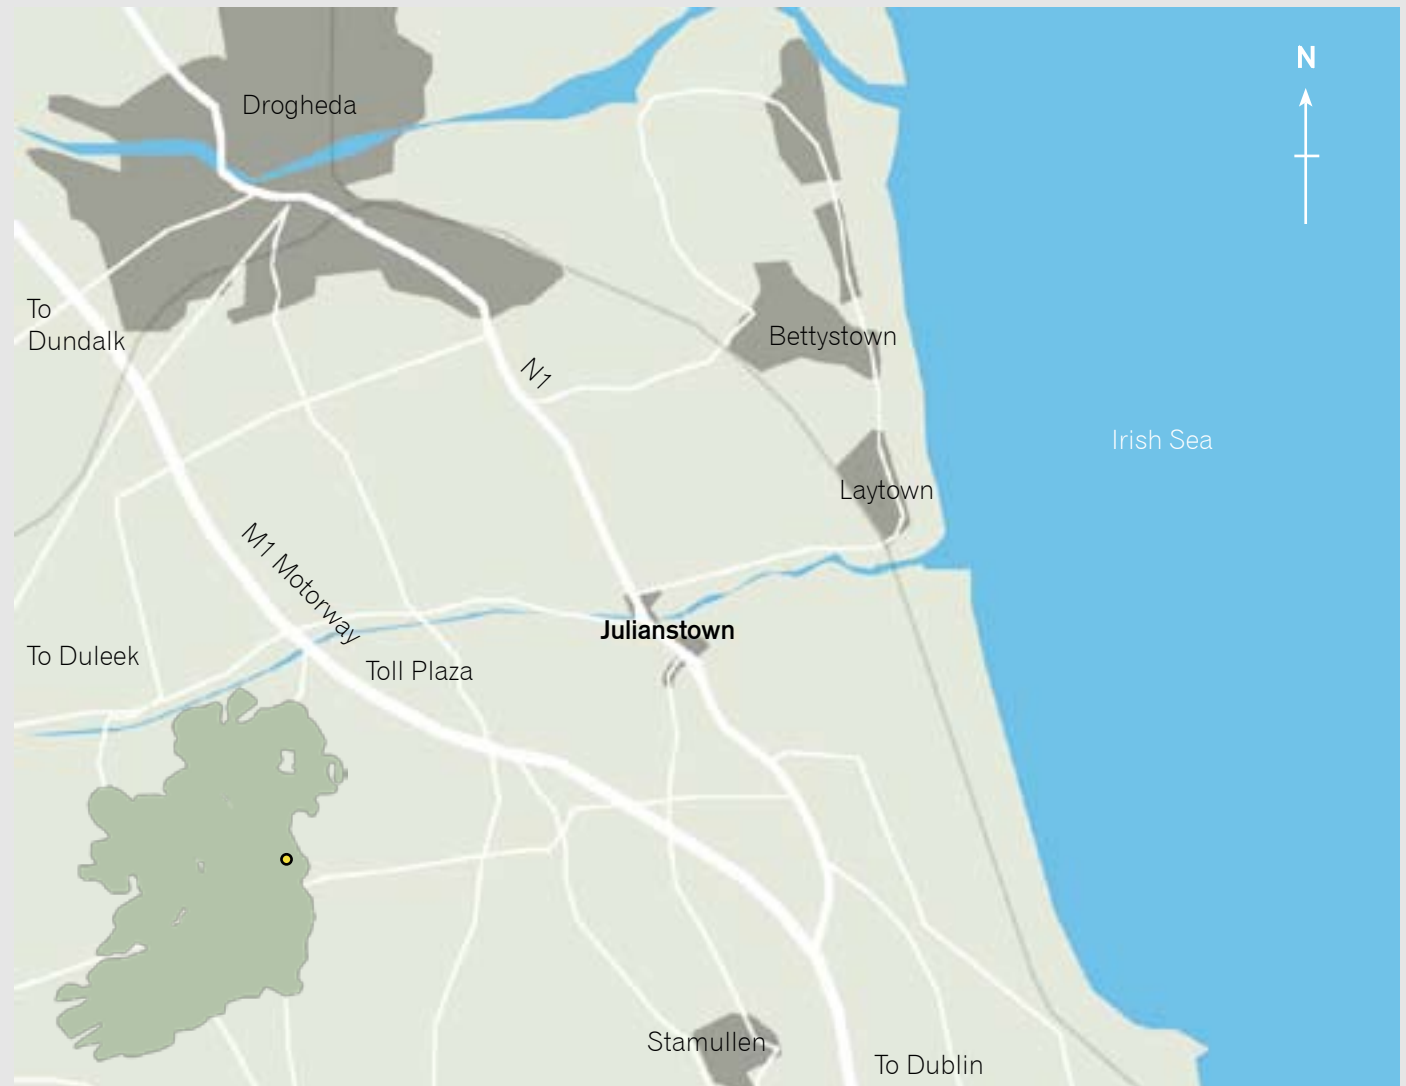 N
Drogheda
To
Dundalk
Bettystown
N1
Irish Sea
Laytown
M1 Motorway
Julianstown
To Duleek
Toll Plaza
Stamullen
To Dublin